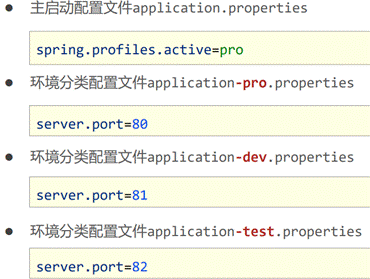 ● 主启动配置文件application.properties
spring.profiles.active=pro
● 环境分类配置文件application-pro.properties
server.port=80
● 环境分类配置文件application-dev.properties
server.port=81
● 环境分类配置文件application-test.properties
server.port=82